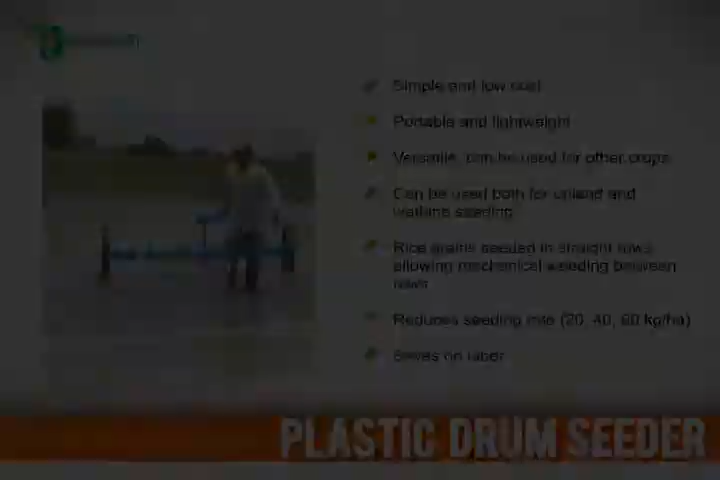 Simple and low cost
Portable and lightweight
Versatile, can be used for other crops
Can be used both for upland and
wetland seeding
Rice grains seeded in straight rows
allowing mechanical weeding between
rows
Reduces seeding rate (20, 40, 60 kg/ha)
Saves on labor
PLASTIC DRUM SEEDER